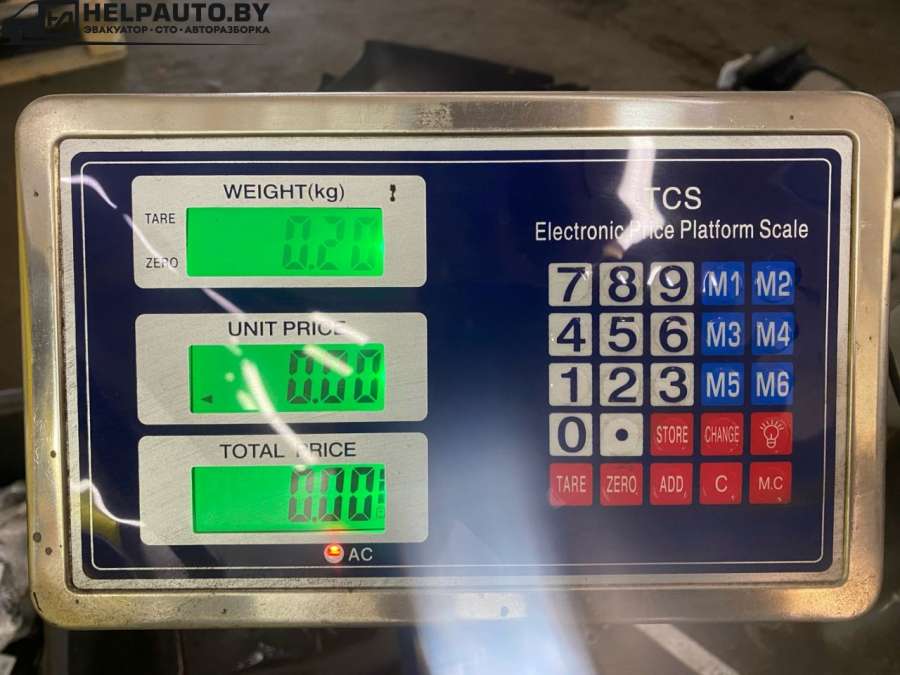 HELPAUTO.BY
ЭВАКУАТОР · СТО · АВТОРАЗБОРКА
WEIGHT(kg)
TARE
ZERO
0.20
UNIT PRICE
0.00
TOTAL PRICE
0.00
AC
TCS
Electronic Price Platform Scale
7 8 9 M1 M2
4 5 6 M3 M4
1 2 3 M5 M6
0 • STORE CHANGE
TARE ZERO ADD C M.C